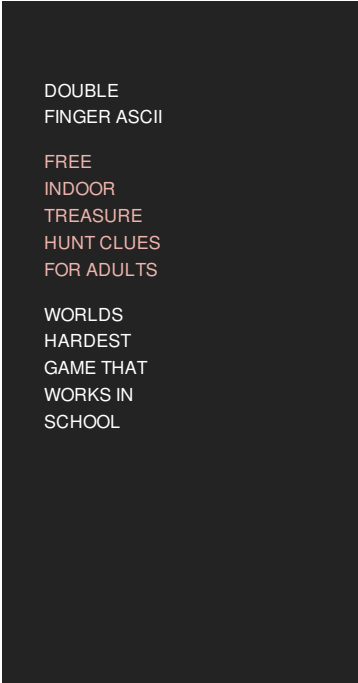 DOUBLE
FINGER ASCII
FREE
INDOOR
TREASURE
HUNT CLUES
FOR ADULTS
WORLDS
HARDEST
GAME THAT
WORKS IN
SCHOOL